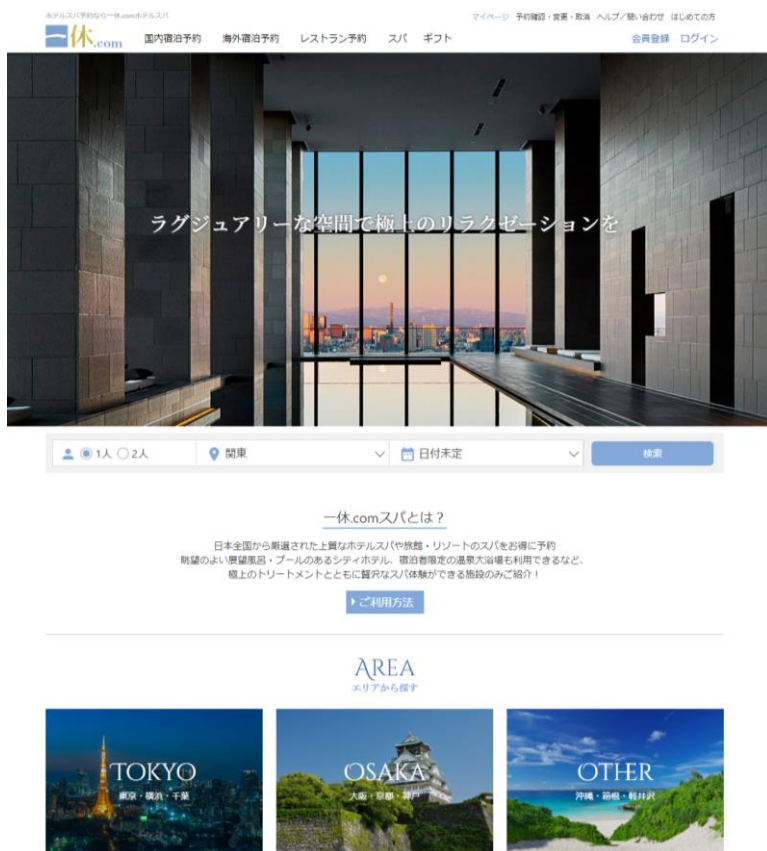 ホテルスパ予約なら一休.comホテルスパ
マイページ 予約確認・変更・取消 ヘルプ/問い合わせ はじめての方
一休.com 国内宿泊予約 海外宿泊予約 レストラン予約 スパ ギフト 会員登録 ログイン
ラグジュアリーな空間で極上のリラクゼーションを
1人 2人 関東 日付未定 検索
一休.comスパとは？
日本全国から厳選された上質なホテルスパや旅館・リゾートのスパをお得に予約
眺望のよい展望風呂・プールのあるシティホテル、宿泊者限定の温泉大浴場も利用できるなど、
極上のトリートメントとともに贅沢なスパ体験ができる施設のみご紹介！
ご利用方法
AREA
エリアから探す
TOKYO
東京・横浜・千葉
OSAKA
大阪・京都・神戸
OTHER
沖縄・箱根・軽井沢